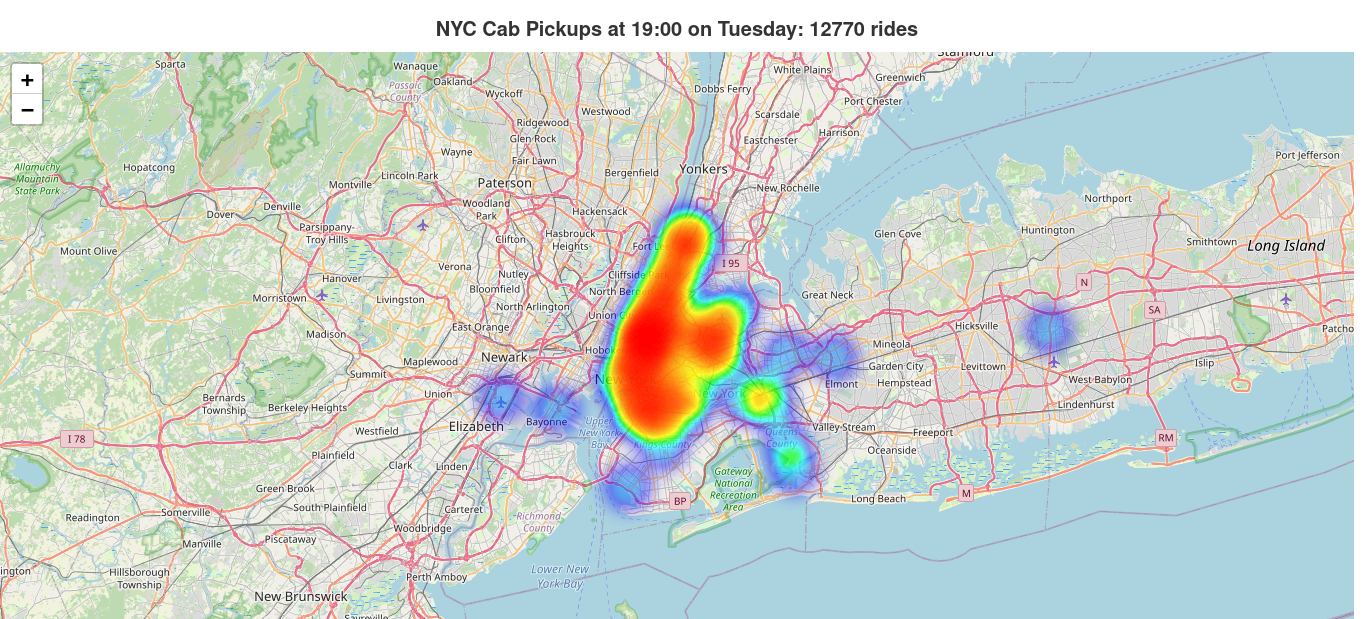 NYC Cab Pickups at 19:00 on Tuesday: 12770 rides
+
−
Stamford
Sparta
Wanaque
Oakland
White Plains
Greenwich
Passaic
County
Wyckoff
Dobbs Ferry
Port Chester
Westwood
Scarsdale
Ridgewood
Harrison
Glen Rock
Eastchester
Wayne
Fair Lawn
Port Jefferson
Allamuchy
Mountain
State Park
Hopatcong
Lincoln Park
Bergenfield
Yonkers
Montville
Paterson
New Rochelle
Northport
Woodland
Park
Denville
Dover
Hackensack
Parsippany-
Troy Hills
Clifton
Hasbrouck
Heights
Fort Le
Glen Cove
Huntington
Smithtown
Long Island
Mount Olive
I 95
Verona
Nutley
Cliffside Park
Hanover
Bloomfield
North Ber
N
Morristown
Livingston
North Arlington
Great Neck
SA
Union C
Madison
East Orange
Hicksville
Patcho
Hobo
Mineola
Maplewood
Newark
Garden City
Levittown
Islip
Summit
New York
Elmont
Hempstead
West Babylon
Bernards
Township
Berkeley Heights
Union
Lindenhurst
Bayonne
Upper
New York
Bay
Elizabeth
Valley Stream
Freeport
I 78
Westfield
Kings County
Queens
County
RM
Plainfield
Oceanside
Clark
Linden
Gateway
National
Recreation
Area
Green Brook
BP
Long Beach
M
South Plainfield
Carteret
Readington
Somerville
Richmond
County
Woodbridge
Manville
Piscataway
ington
Hillsborough
Township
Perth Amboy
Lower New
York Bay
New Brunswick
Sayreville